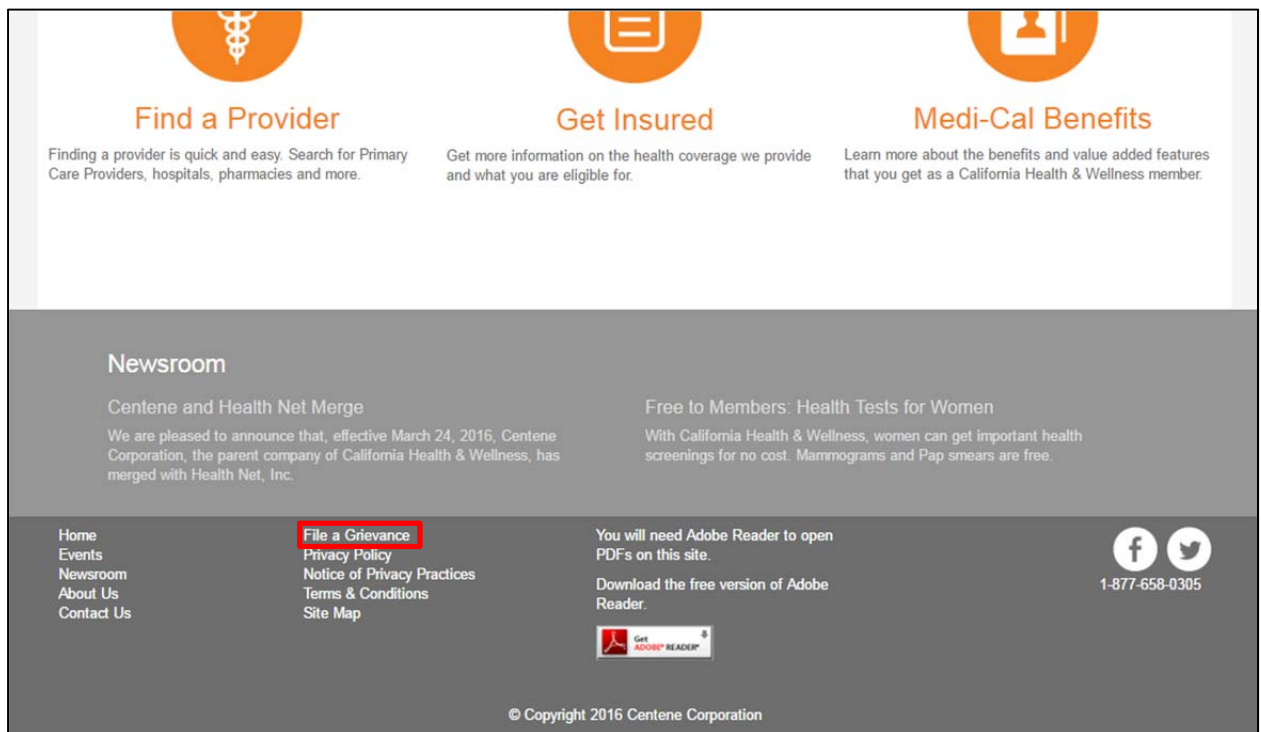 Find a Provider
Finding a provider is quick and easy. Search for Primary
Care Providers, hospitals, pharmacies and more.
Get Insured
Get more information on the health coverage we provide
and what you are eligible for.
Medi-Cal Benefits
Learn more about the benefits and value added features
that you get as a California Health & Wellness member.
Newsroom
Centene and Health Net Merge
We are pleased to announce that, effective March 24, 2016, Centene
Corporation, the parent company of California Health & Wellness, has
merged with Health Net, Inc.
Free to Members: Health Tests for Women
With California Health & Wellness, women can get important health
screenings for no cost. Mammograms and Pap smears are free.
Home
Events
Newsroom
About Us
Contact Us
File a Grievance
Privacy Policy
Notice of Privacy Practices
Terms & Conditions
Site Map
You will need Adobe Reader to open
PDFs on this site.
Download the free version of Adobe
Reader.
Get
ADOBE® READER®
1-877-658-0305
© Copyright 2016 Centene Corporation